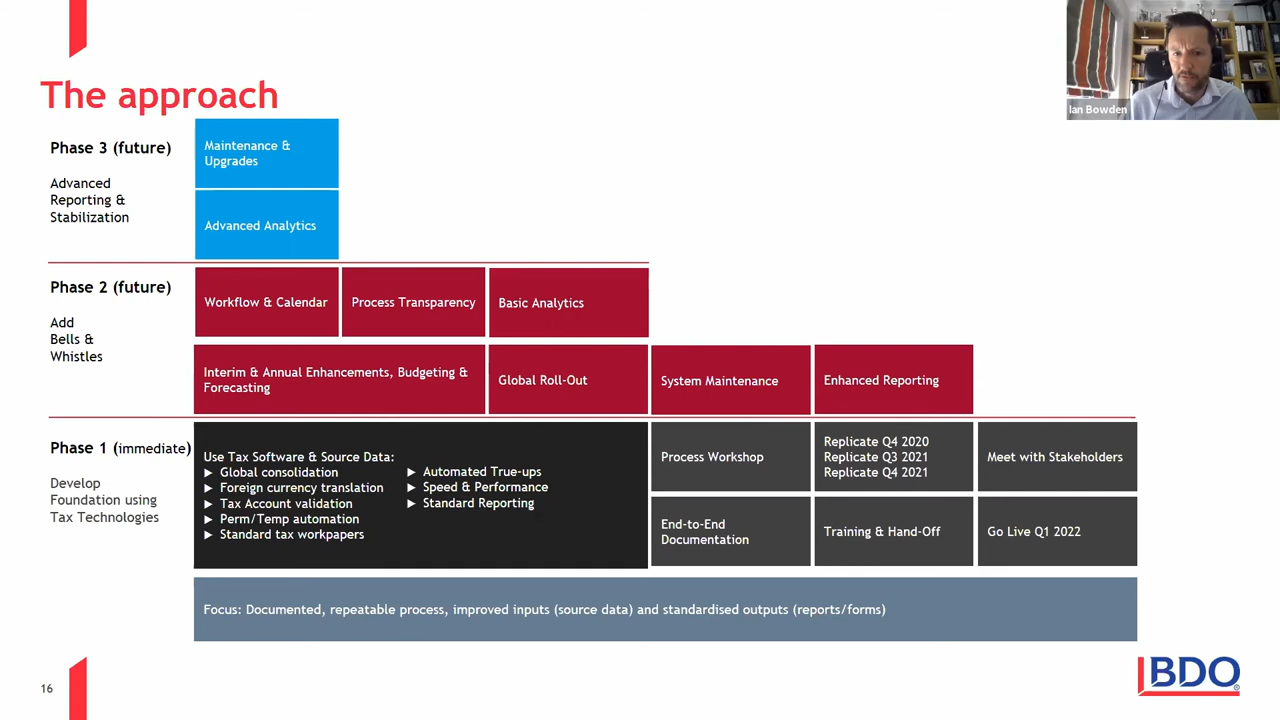 The approach
Ian Bowden
Phase 3 (future)
Advanced
Reporting &
Stabilization
Maintenance &
Upgrades
Advanced Analytics
Phase 2 (future)
Add
Bells &
Whistles
Workflow & Calendar
Process Transparency
Basic Analytics
Interim & Annual Enhancements, Budgeting &
Forecasting
Global Roll-Out
System Maintenance
Enhanced Reporting
Phase 1 (immediate)
Develop
Foundation using
Tax Technologies
Use Tax Software & Source Data:
► Global consolidation
► Foreign currency translation
► Tax Account validation
► Perm/Temp automation
► Standard tax workpapers
► Automated True-ups
► Speed & Performance
► Standard Reporting
Process Workshop
Replicate Q4 2020
Replicate Q3 2021
Replicate Q4 2021
Meet with Stakeholders
End-to-End
Documentation
Training & Hand-Off
Go Live Q1 2022
Focus: Documented, repeatable process, improved inputs (source data) and standardised outputs (reports/forms)
16
BDO